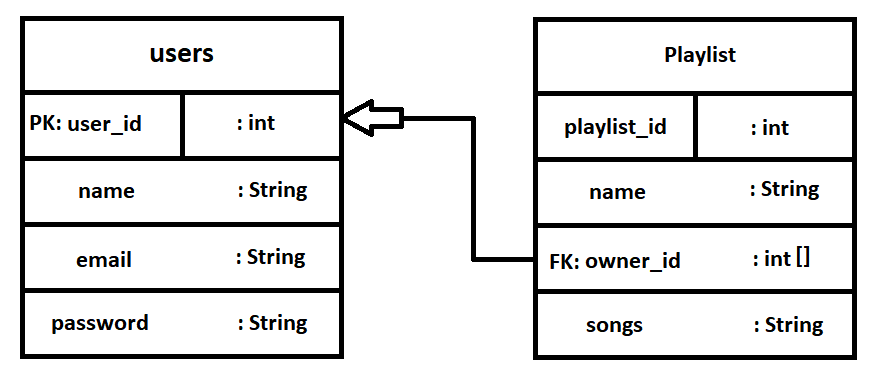 users
PK: user_id : int
name : String
email : String
password : String
Playlist
playlist_id : int
name : String
FK: owner_id : int []
songs : String